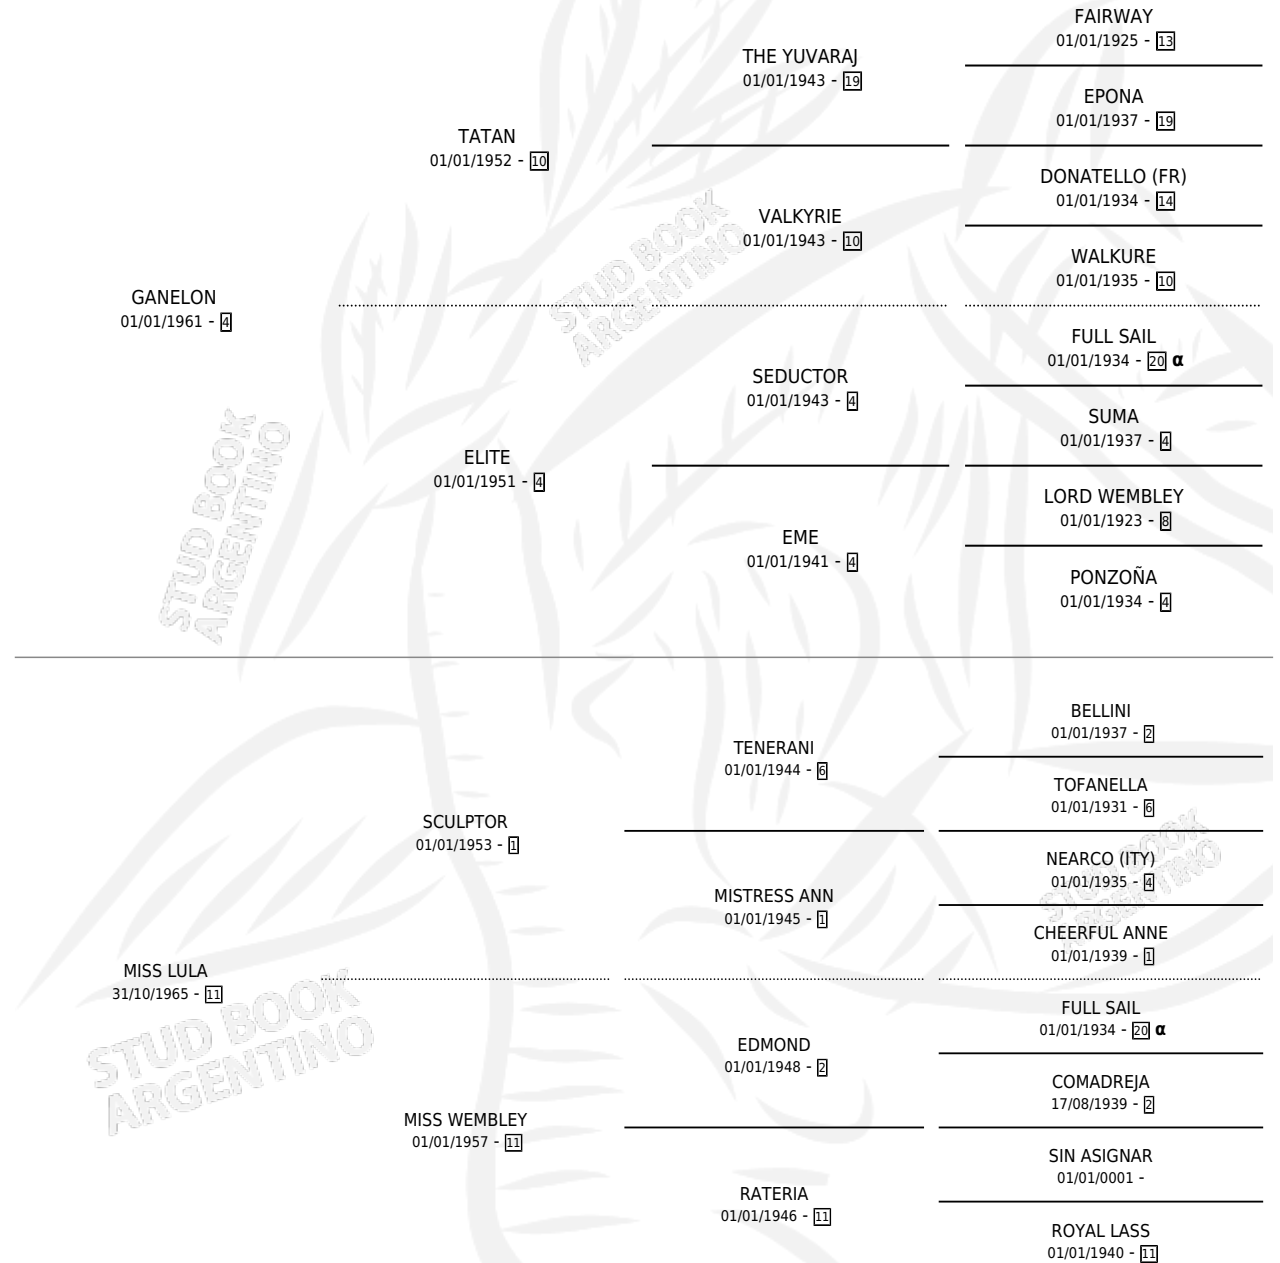 FAIRWAY
01/01/1925 - 13
THE YUVARAJ
01/01/1943 - 19
EPONA
01/01/1937 - 19
TATAN
01/01/1952 - 10
DONATELLO (FR)
01/01/1934 - 14
VALKYRIE
01/01/1943 - 10
WALKURE
01/01/1935 - 10
GANELON
01/01/1961 - 4
FULL SAIL
01/01/1934 - 20 α
SEDUCTOR
01/01/1943 - 4
SUMA
01/01/1937 - 4
ELITE
01/01/1951 - 4
LORD WEMBLEY
01/01/1923 - 8
EME
01/01/1941 - 4
PONZOÑA
01/01/1934 - 4
BELLINI
01/01/1937 - 2
TENERANI
01/01/1944 - 6
TOFANELLA
01/01/1931 - 6
SCULPTOR
01/01/1953 - 1
NEARCO (ITY)
01/01/1935 - 4
MISTRESS ANN
01/01/1945 - 1
CHEERFUL ANNE
01/01/1939 - 1
MISS LULA
31/10/1965 - 11
FULL SAIL
01/01/1934 - 20 α
EDMOND
01/01/1948 - 2
COMADREJA
17/08/1939 - 2
MISS WEMBLEY
01/01/1957 - 11
SIN ASIGNAR
01/01/0001 -
RATERIA
01/01/1946 - 11
ROYAL LASS
01/01/1940 - 11
STUD BOOK
ARGENTINO
STUD BOOK
ARGENTINO
STUD BOOK
ARGENTINO
STUD BOOK
ARGENTINO